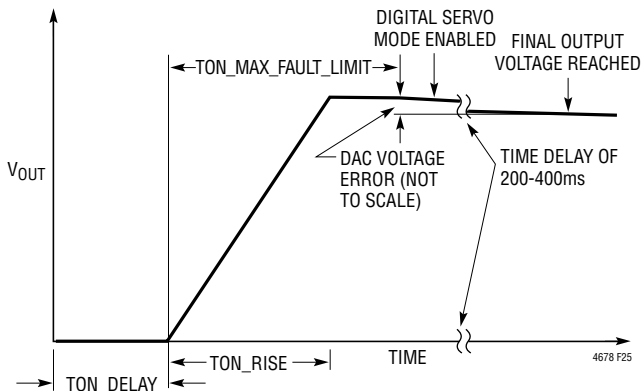 DIGITAL SERVO
MODE ENABLED
FINAL OUTPUT
VOLTAGE REACHED
TON_MAX_FAULT_LIMIT
DAC VOLTAGE
ERROR (NOT
TO SCALE)
TIME DELAY OF
200-400ms
VOUT
TON_RISE
TIME
4678 F25
TON_DELAY